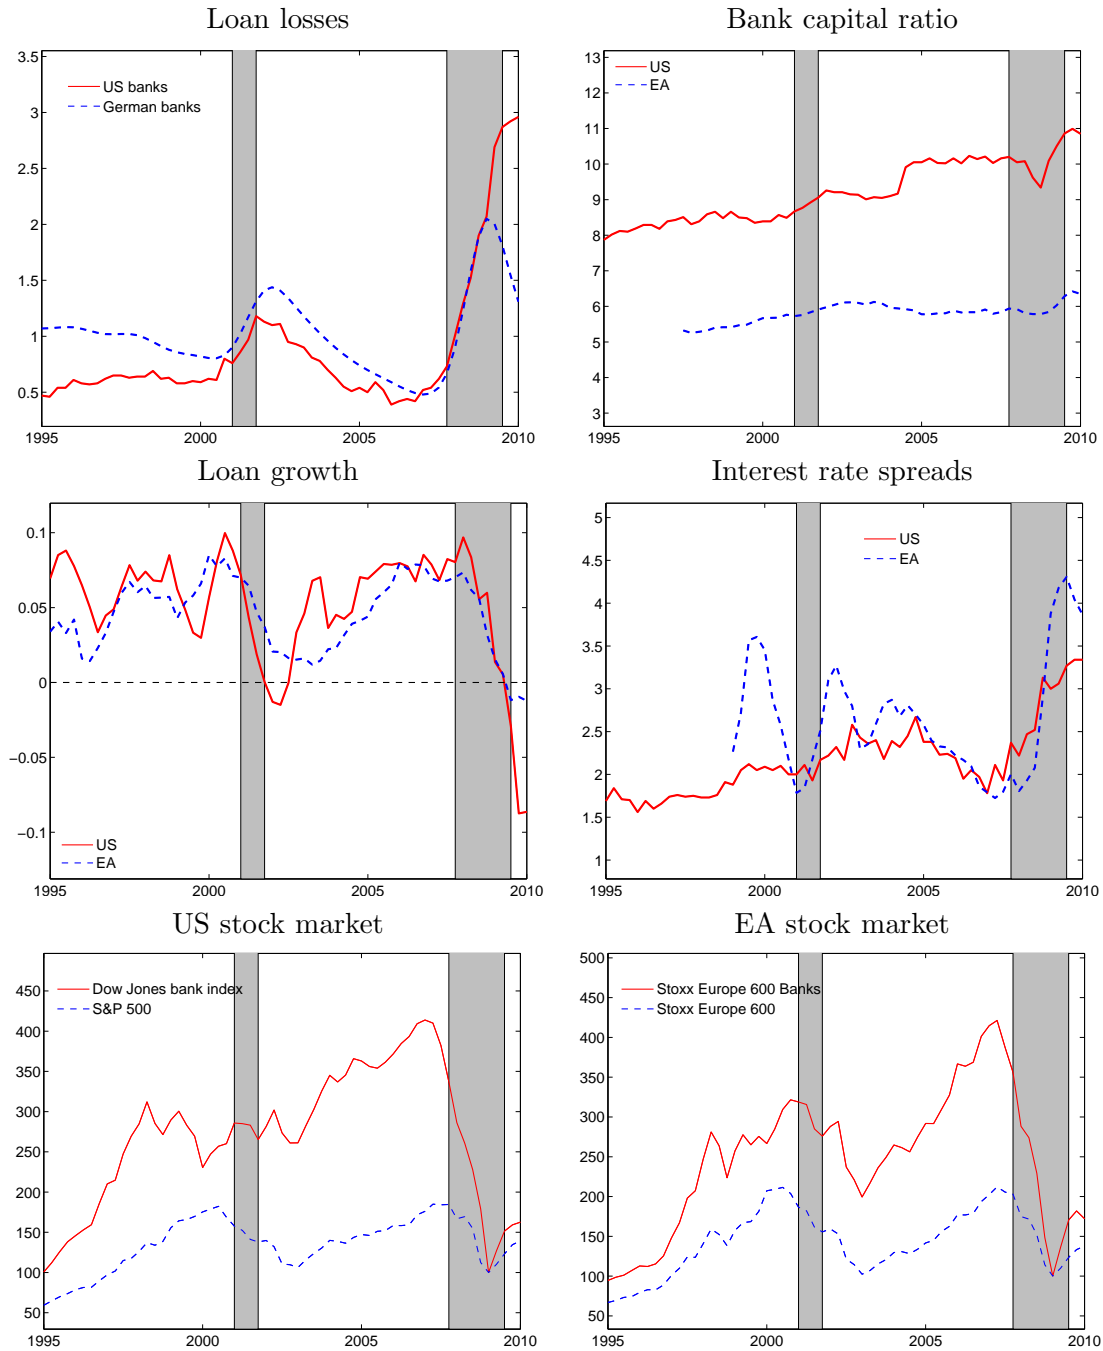 Loan losses
3.5
3
2.5
2
1.5
1
0.5
US banks
German banks
1995 2000 2005 2010
Bank capital ratio
13
12
11
10
9
8
7
6
5
4
3
US
EA
1995 2000 2005 2010
Loan growth
0.1
0.05
0
−0.05
−0.1
US
EA
1995 2000 2005 2010
Interest rate spreads
5
4.5
4
3.5
3
2.5
2
1.5
1
US
EA
1995 2000 2005 2010
US stock market
450
400
350
300
250
200
150
100
50
Dow Jones bank index
S&P 500
1995 2000 2005 2010
EA stock market
500
450
400
350
300
250
200
150
100
50
Stoxx Europe 600 Banks
Stoxx Europe 600
1995 2000 2005 2010